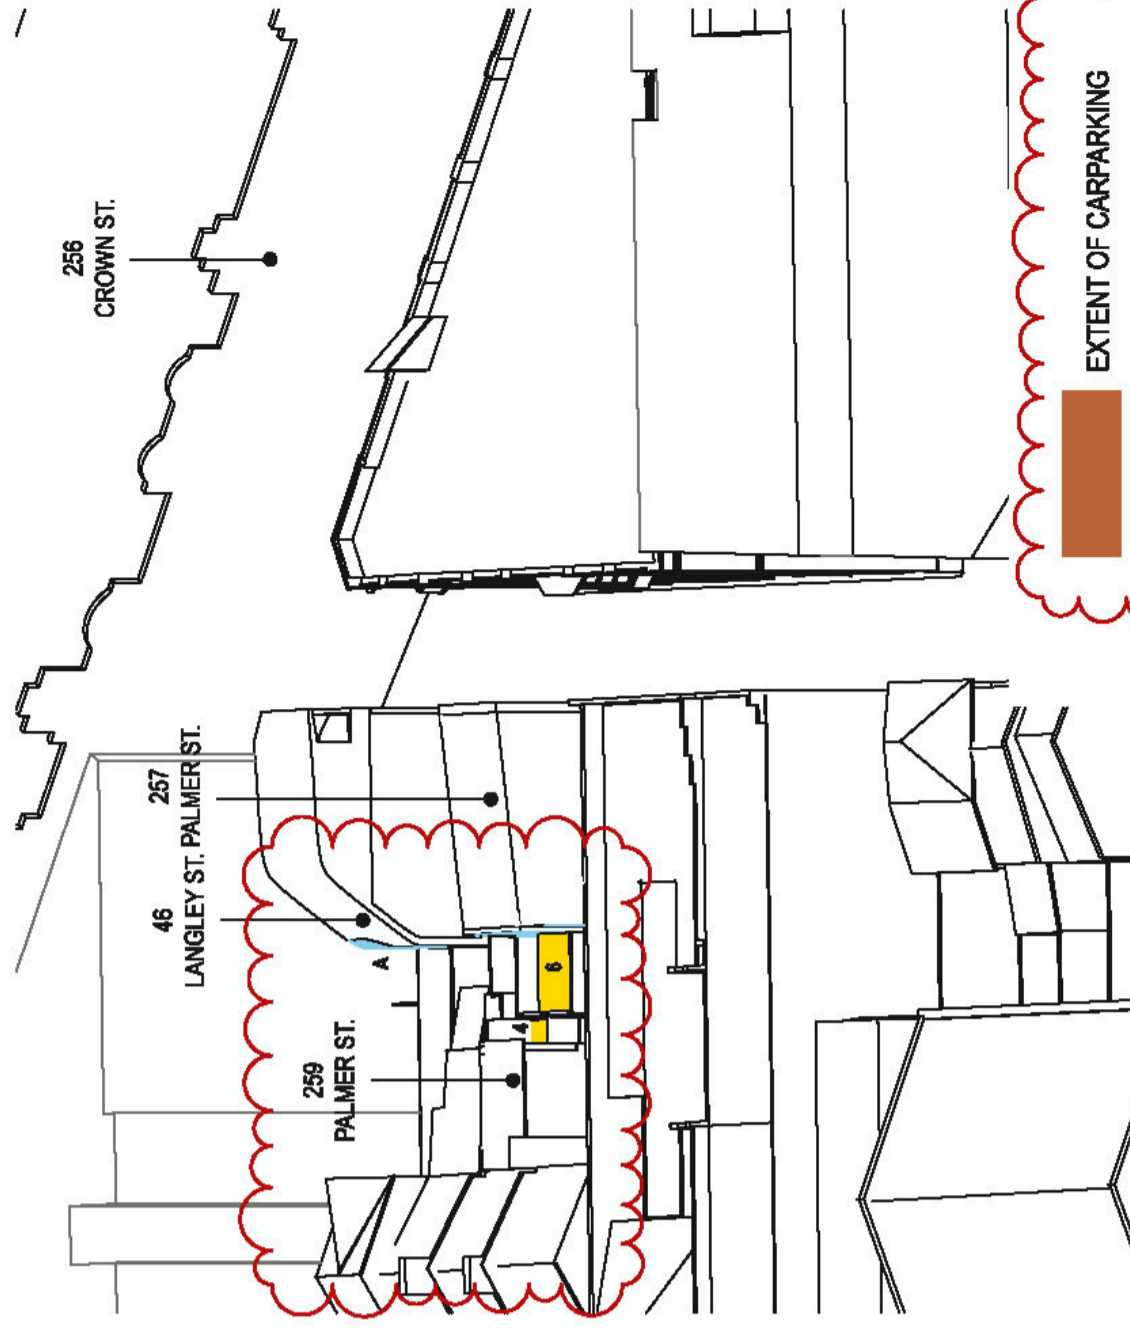 256
CROWN ST.
257
PALMER ST.
46
LANGLEY ST.
A
6
4
259
PALMER ST.
EXTENT OF CARPARKING